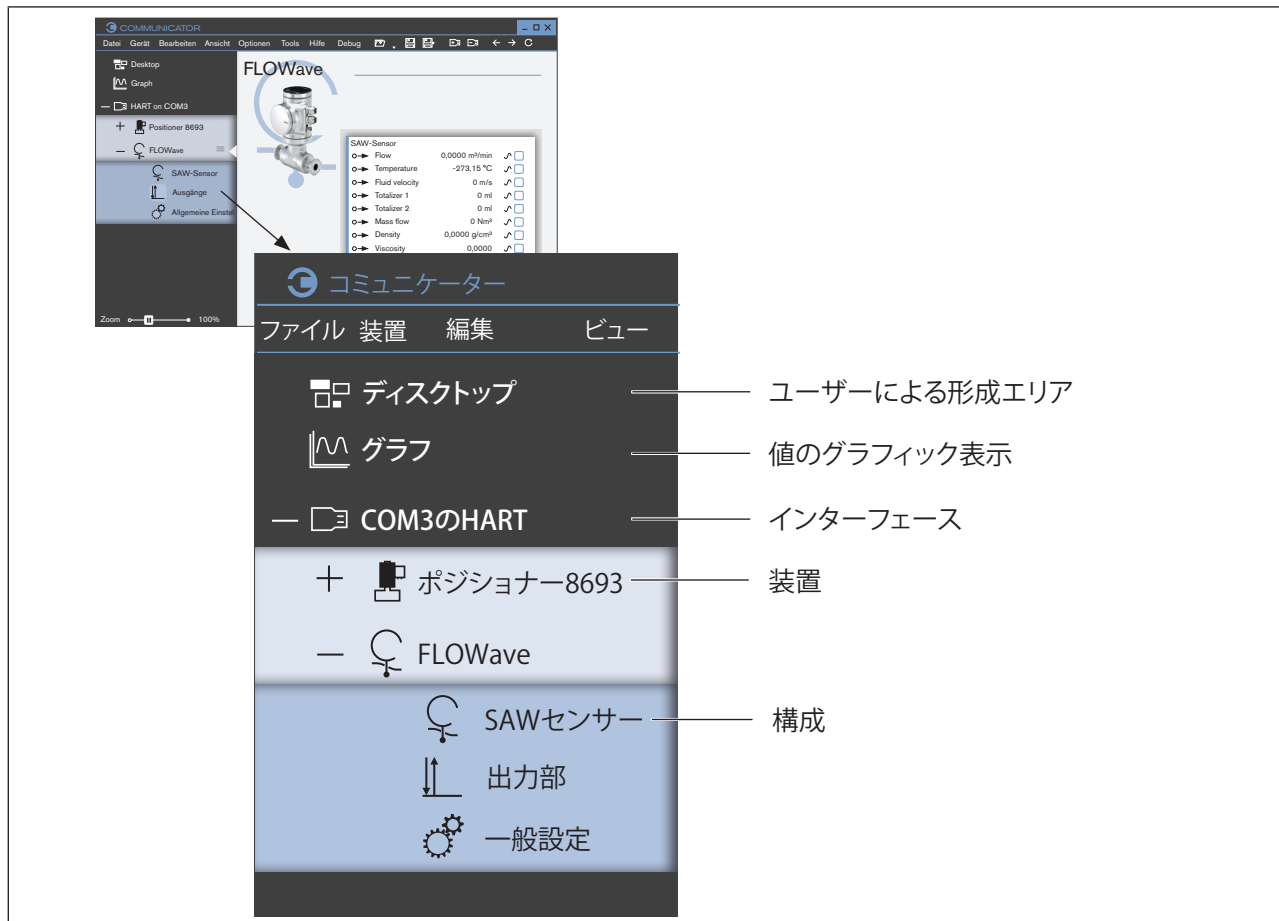 COMMUNICATOR
Datei Gerät Bearbeiten Ansicht Optionen Tools Hilfe Debug
Desktop
Graph
HART on COM3
Positioner 8693
FLOWave
SAW-Sensor
Ausgänge
Allgemeine Einstel
Zoom 100%
FLOWave
SAW-Sensor
Flow 0,0000 m³/min
Temperature -273,15 °C
Fluid velocity 0 m/s
Totalizer 1 0 ml
Totalizer 2 0 ml
Mass flow 0 Nm³
Density 0,0000 g/cm³
Viscosity 0,0000
コミュニケーター
ファイル 装置 編集 ビュー
ディスクトップ ユーザーによる形成エリア
グラフ 値のグラフィック表示
COM3のHART インターフェース
ポジショナー8693 装置
FLOWave
SAWセンサー 構成
出力部
一般設定